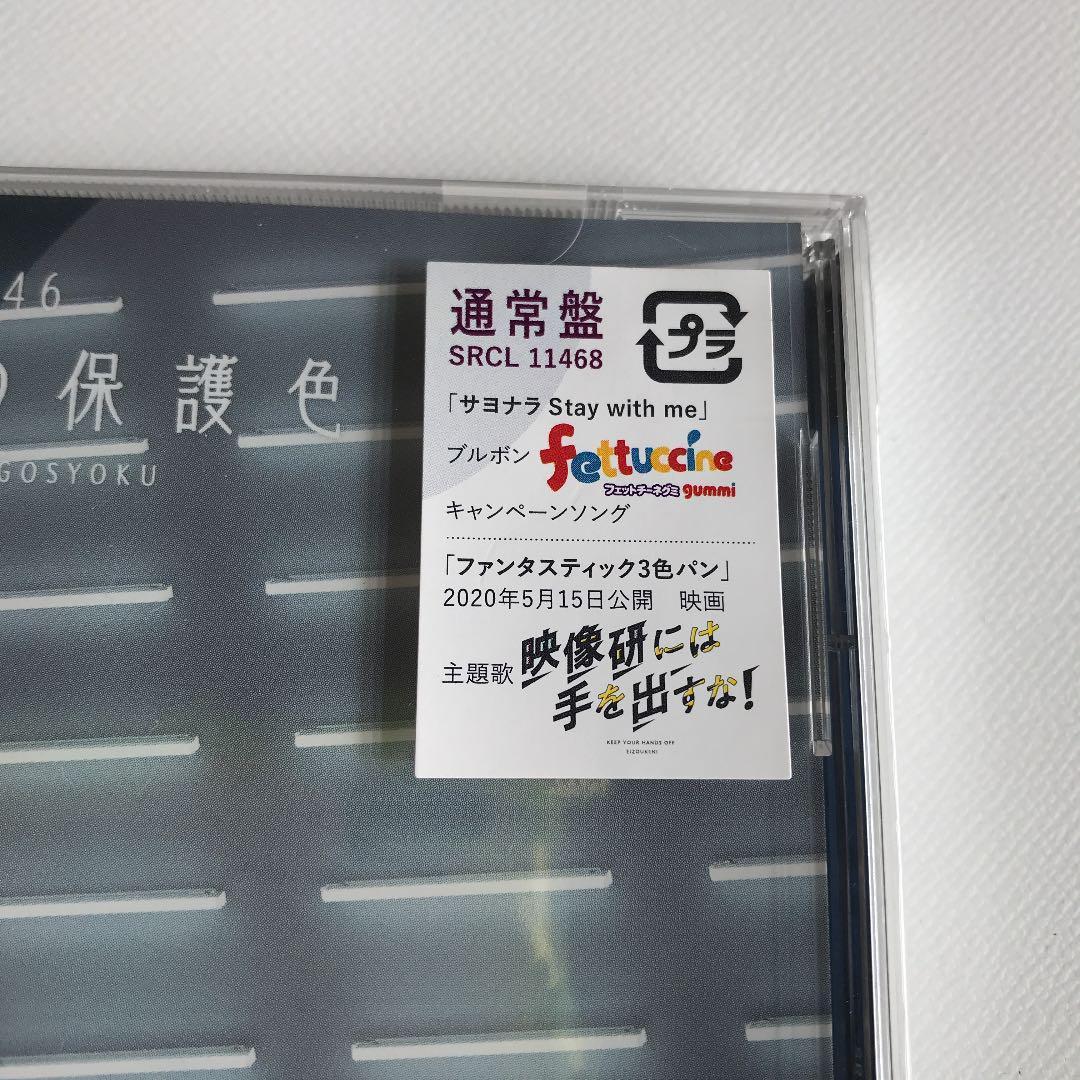 46
の保護色
GOSYOKU
通常盤
SRCL 11468
プラ
「サヨナラ Stay with me」
ブルボン fettuccine
フェットチーネグミ gummi
キャンペーンソング
「ファンタスティック3色パン」
2020年5月15日公開 映画
主題歌 映像研には
手を出すな!
KEEP YOUR HANDS OFF
EIZOUKEN!